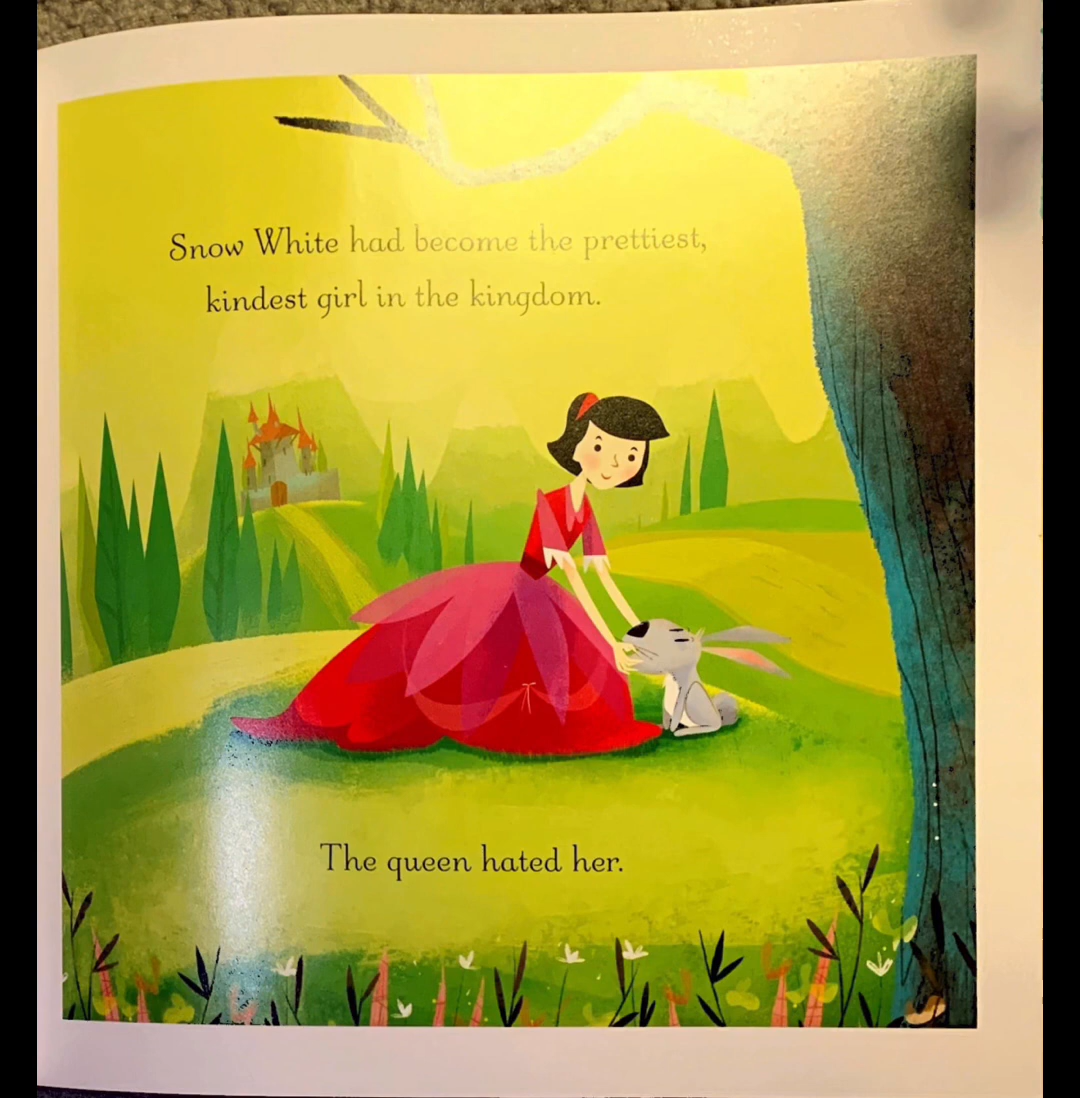 Snow White had become the prettiest,
kindest girl in the kingdom.
The queen hated her.